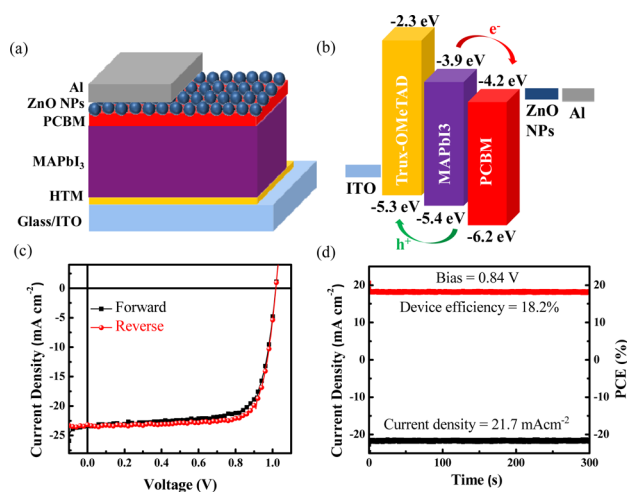 (a)
Al
ZnO NPs
PCBM
MAPbI₃
HTM
Glass/ITO
(b)
-2.3 eV
e⁻
-3.9 eV
-4.2 eV
Trux-OMeTAD
MAPbI3
PCBM
ITO
ZnO
NPs
Al
-5.3 eV
-5.4 eV
-6.2 eV
h⁺
(c)
Current Density (mA cm⁻²)
0
-5
-10
-15
-20
-25
Forward
Reverse
0.0 0.2 0.4 0.6 0.8 1.0
Voltage (V)
(d)
Current Density (mA cm⁻²)
20
10
0
-10
-20
Bias = 0.84 V
Device efficiency = 18.2%
Current density = 21.7 mAcm⁻²
20
10
0
-10
-20
PCE (%)
0 100 200 300
Time (s)